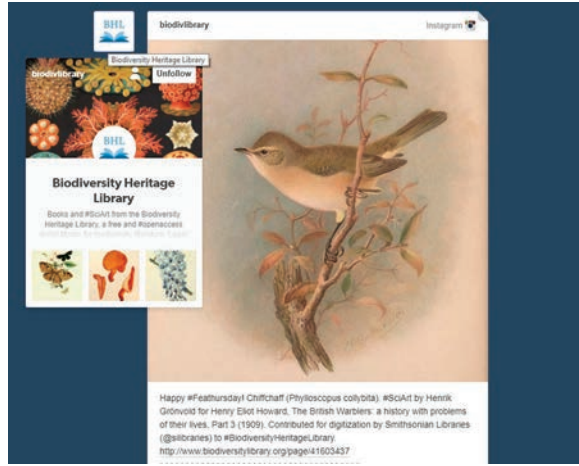 BHL
biodivlibrary
Instagram
Biodiversity Heritage Library
biodivlibrary
Unfollow
BHL
Biodiversity Heritage
Library
Books and #SciArt from the Biodiversity
Heritage Library, a free and #openaccess
Happy #Feathursday! Chiffchaff (Phylloscopus collybita). #SciArt by Henrik
Grönvold for Henry Eliot Howard, The British Warblers: a history with problems
of their lives, Part 3 (1909). Contributed for digitization by Smithsonian Libraries
(@silibraries) to #BiodiversityHeritageLibrary.
http://www.biodiversitylibrary.org/page/41603437